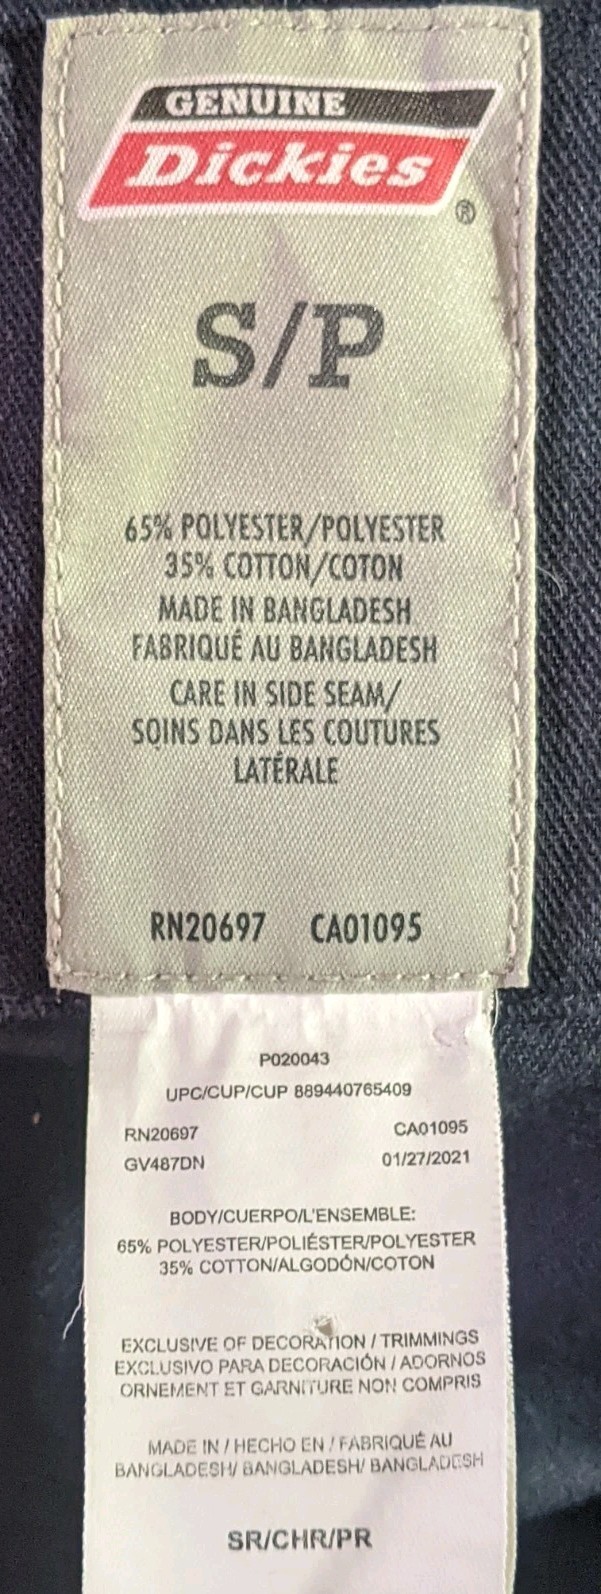 GENUINE
Dickies
®
S/P
65% POLYESTER/POLYESTER
35% COTTON/COTON
MADE IN BANGLADESH
FABRIQUÉ AU BANGLADESH
CARE IN SIDE SEAM/
SOINS DANS LES COUTURES
LATÉRALE
RN20697 CA01095
P020043
UPC/CUP/CUP 889440765409
RN20697 CA01095
GV487DN 01/27/2021
BODY/CUERPO/L'ENSEMBLE:
65% POLYESTER/POLIÉSTER/POLYESTER
35% COTTON/ALGODÓN/COTON
EXCLUSIVE OF DECORATION / TRIMMINGS
EXCLUSIVO PARA DECORACIÓN / ADORNOS
ORNEMENT ET GARNITURE NON COMPRIS
MADE IN / HECHO EN / FABRIQUÉ AU
BANGLADESH/ BANGLADESH/ BANGLADESH
SR/CHR/PR